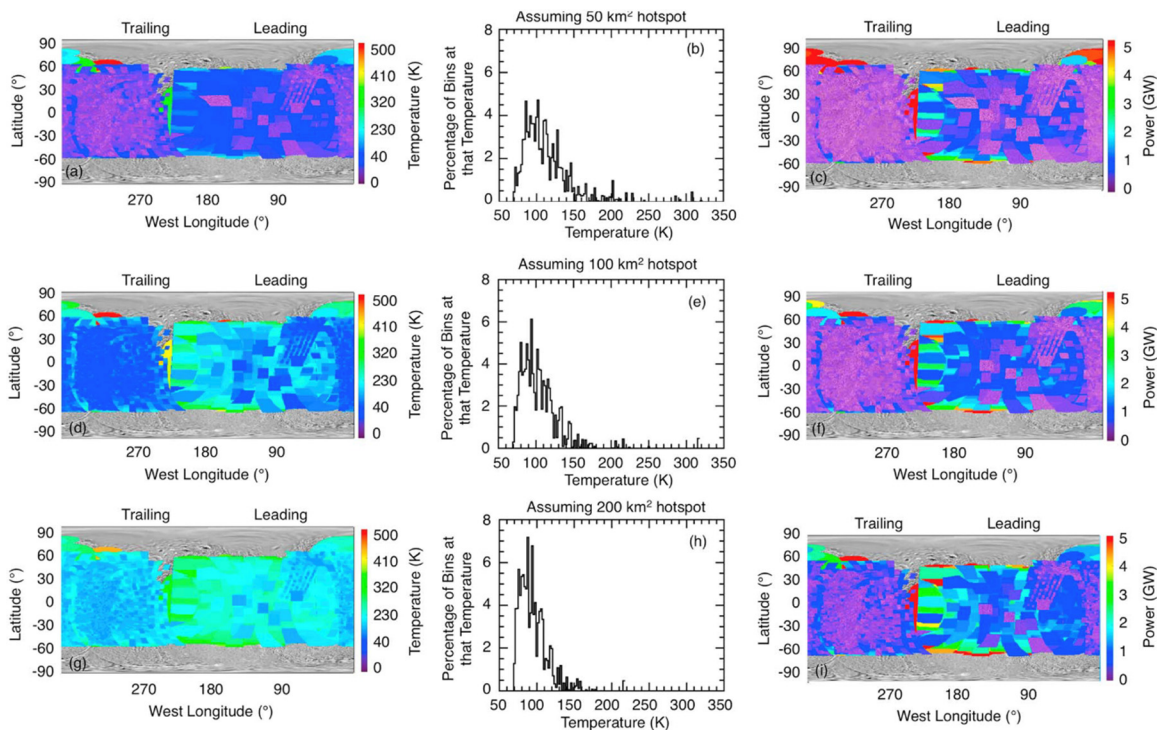 Trailing Leading
90
60
30
0
-30
-60
-90
Latitude (°)
(a)
270 180 90
West Longitude (°)
500
410
320
230
140
40
0
Temperature (K)
Assuming 50 km² hotspot
(b)
8
6
4
2
0
Percentage of Bins at
that Temperature
50 100 150 200 250 300 350
Temperature (K)
Trailing Leading
90
60
30
0
-30
-60
-90
Latitude (°)
(c)
270 180 90
West Longitude (°)
5
4
3
2
1
0
Power (GW)
Trailing Leading
90
60
30
0
-30
-60
-90
Latitude (°)
(d)
270 180 90
West Longitude (°)
500
410
320
230
140
40
0
Temperature (K)
Assuming 100 km² hotspot
(e)
8
6
4
2
0
Percentage of Bins at
that Temperature
50 100 150 200 250 300 350
Temperature (K)
Trailing Leading
90
60
30
0
-30
-60
-90
Latitude (°)
(f)
270 180 90
West Longitude (°)
5
4
3
2
1
0
Power (GW)
Trailing Leading
90
60
30
0
-30
-60
-90
Latitude (°)
(g)
270 180 90
West Longitude (°)
500
410
320
230
140
40
0
Temperature (K)
Assuming 200 km² hotspot
(h)
8
6
4
2
0
Percentage of Bins at
that Temperature
50 100 150 200 250 300 350
Temperature (K)
Trailing Leading
90
60
30
0
-30
-60
-90
Latitude (°)
(i)
270 180 90
West Longitude (°)
5
4
3
2
1
0
Power (GW)